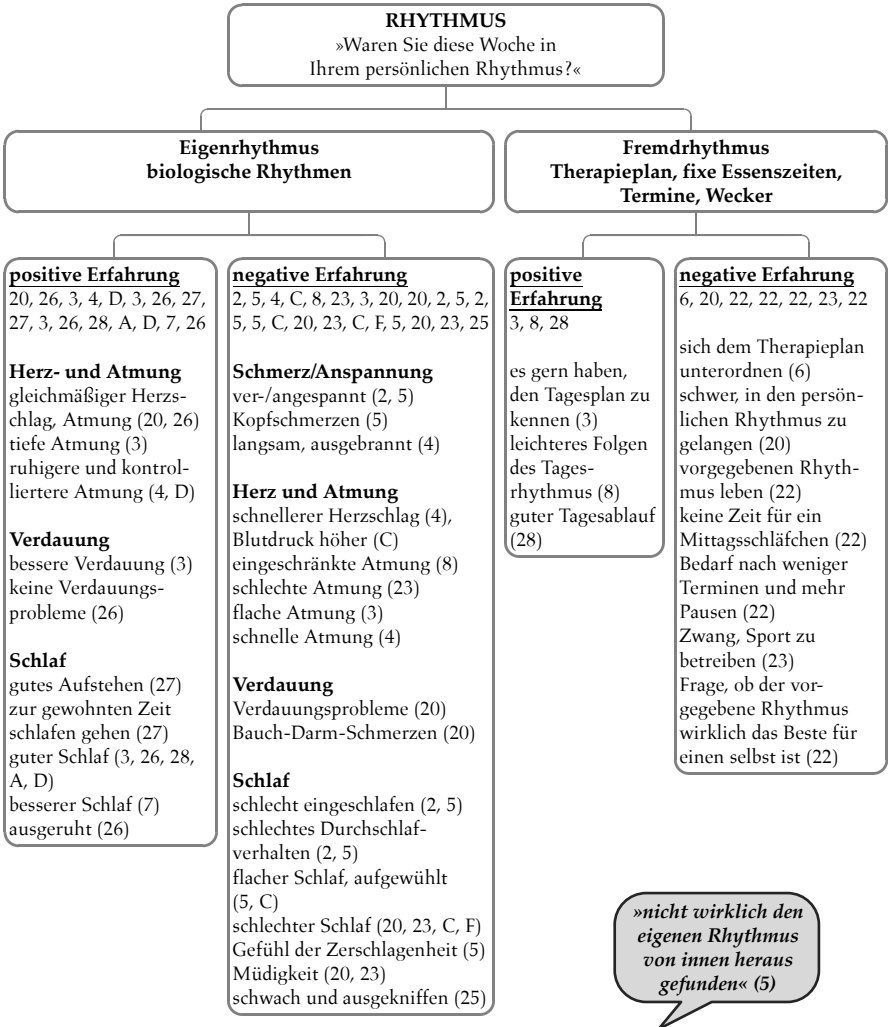 RHYTHMUS
»Waren Sie diese Woche in
Ihrem persönlichen Rhythmus?«
Eigenrhythmus
biologische Rhythmen
Fremdrhythmus
Therapieplan, fixe Essenszeiten,
Termine, Wecker
positive Erfahrung
20, 26, 3, 4, D, 3, 26, 27,
27, 3, 26, 28, A, D, 7, 26
Herz- und Atmung
gleichmäßiger Herzs-
chlag, Atmung (20, 26)
tiefe Atmung (3)
ruhigere und kontrol-
liertere Atmung (4, D)
Verdauung
bessere Verdauung (3)
keine Verdauungs-
probleme (26)
Schlaf
gutes Aufstehen (27)
zur gewohnten Zeit
schlafen gehen (27)
guter Schlaf (3, 26, 28,
A, D)
besserer Schlaf (7)
ausgeruht (26)
negative Erfahrung
2, 5, 4, C, 8, 23, 3, 20, 20, 2, 5, 2,
5, 5, C, 20, 23, C, F, 5, 20, 23, 25
Schmerz/Anspannung
ver-/angespannt (2, 5)
Kopfschmerzen (5)
langsam, ausgebrannt (4)
Herz und Atmung
schnellerer Herzschlag (4),
Blutdruck höher (C)
eingeschränkte Atmung (8)
schlechte Atmung (23)
flache Atmung (3)
schnelle Atmung (4)
Verdauung
Verdauungsprobleme (20)
Bauch-Darm-Schmerzen (20)
Schlaf
schlecht eingeschlafen (2, 5)
schlechtes Durchschlaf-
verhalten (2, 5)
flacher Schlaf, aufgewühlt
(5, C)
schlechter Schlaf (20, 23, C, F)
Gefühl der Zerschlagenheit (5)
Müdigkeit (20, 23)
schwach und ausgekniffen (25)
positive
Erfahrung
3, 8, 28
es gern haben,
den Tagesplan zu
kennen (3)
leichteres Folgen
des Tages-
rhythmus (8)
guter Tagesablauf
(28)
negative Erfahrung
6, 20, 22, 22, 22, 23, 22
sich dem Therapieplan
unterordnen (6)
schwer, in den persön-
lichen Rhythmus zu
gelangen (20)
vorgegebenen Rhyth-
mus leben (22)
keine Zeit für ein
Mittagsschläfchen (22)
Bedarf nach weniger
Terminen und mehr
Pausen (22)
Zwang, Sport zu
betreiben (23)
Frage, ob der vor-
gegebene Rhythmus
wirklich das Beste für
einen selbst ist (22)
»nicht wirklich den
eigenen Rhythmus
von innen heraus
gefunden« (5)